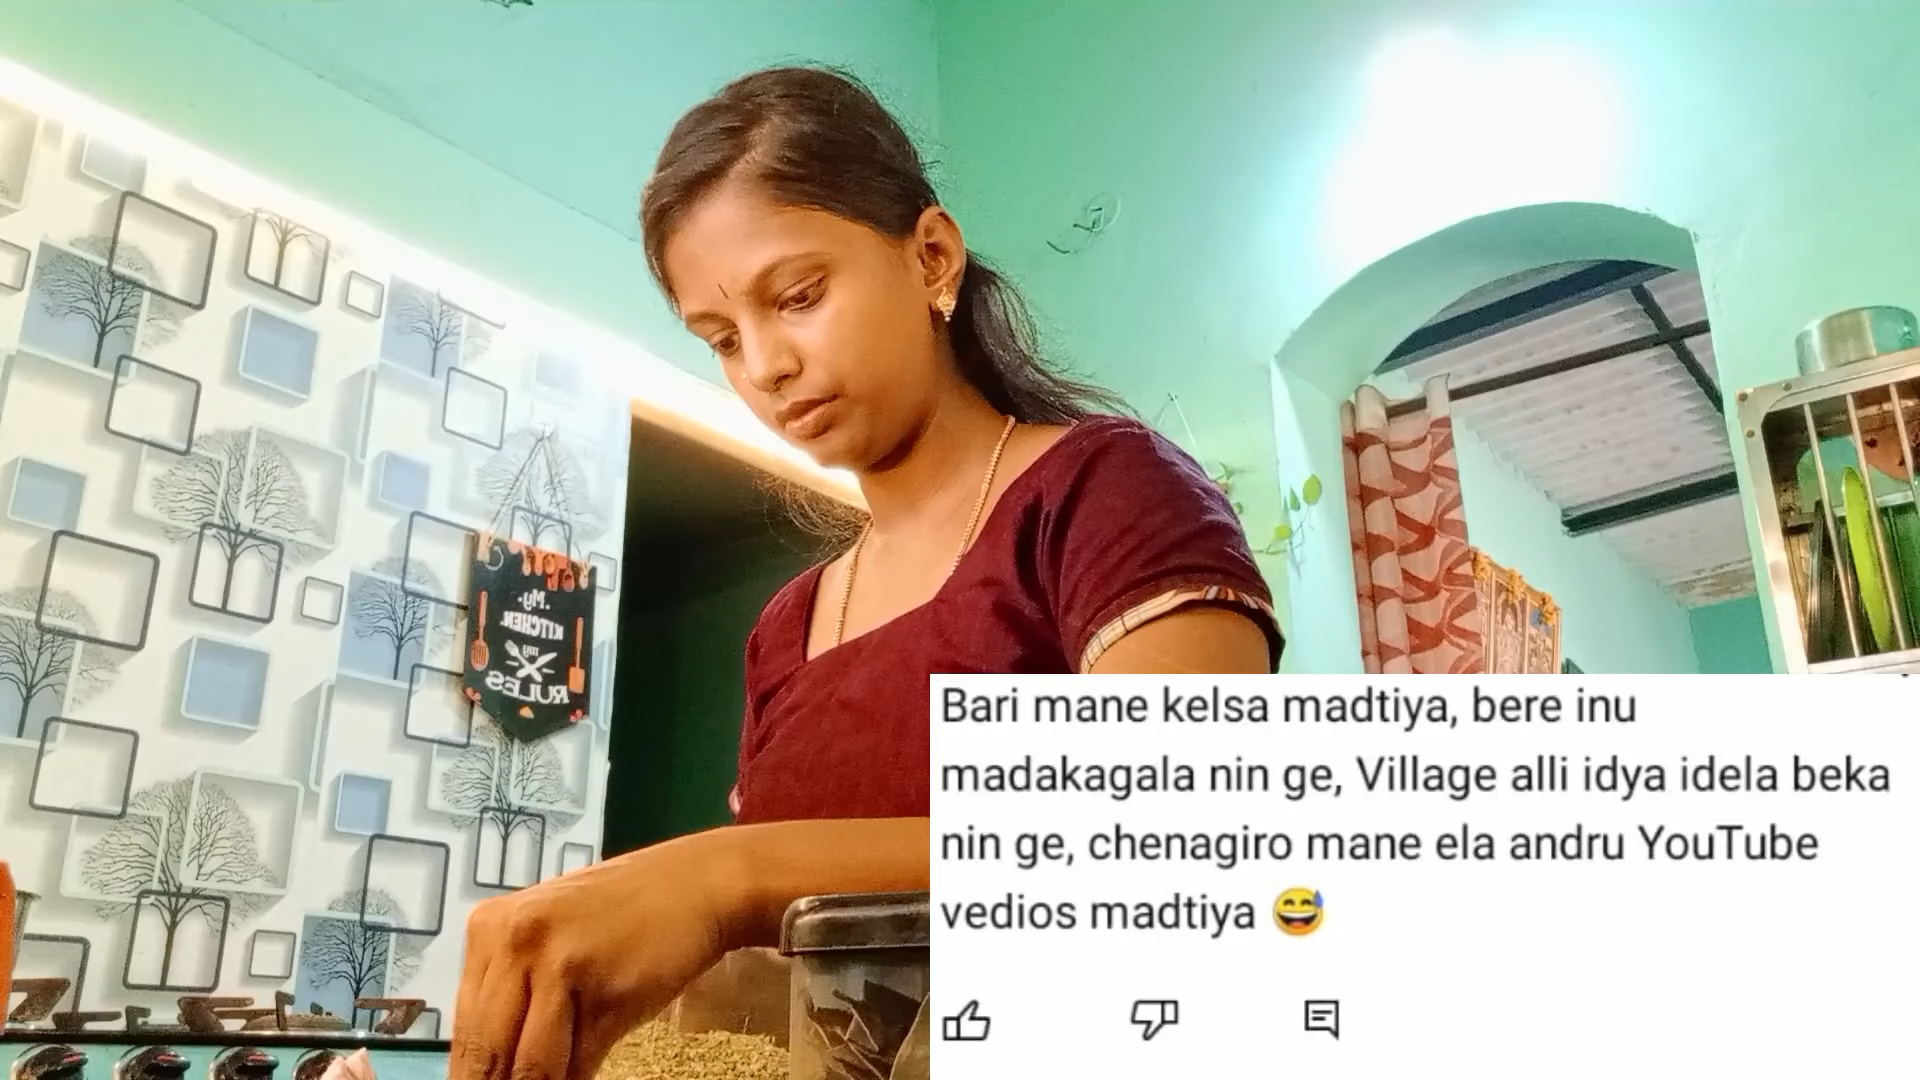 .My.
KITCHEN.
my
RULES
Bari mane kelsa madtiya, bere inu
madakagala nin ge, Village alli idya idela beka
nin ge, chenagiro mane ela andru YouTube
vedios madtiya 😅